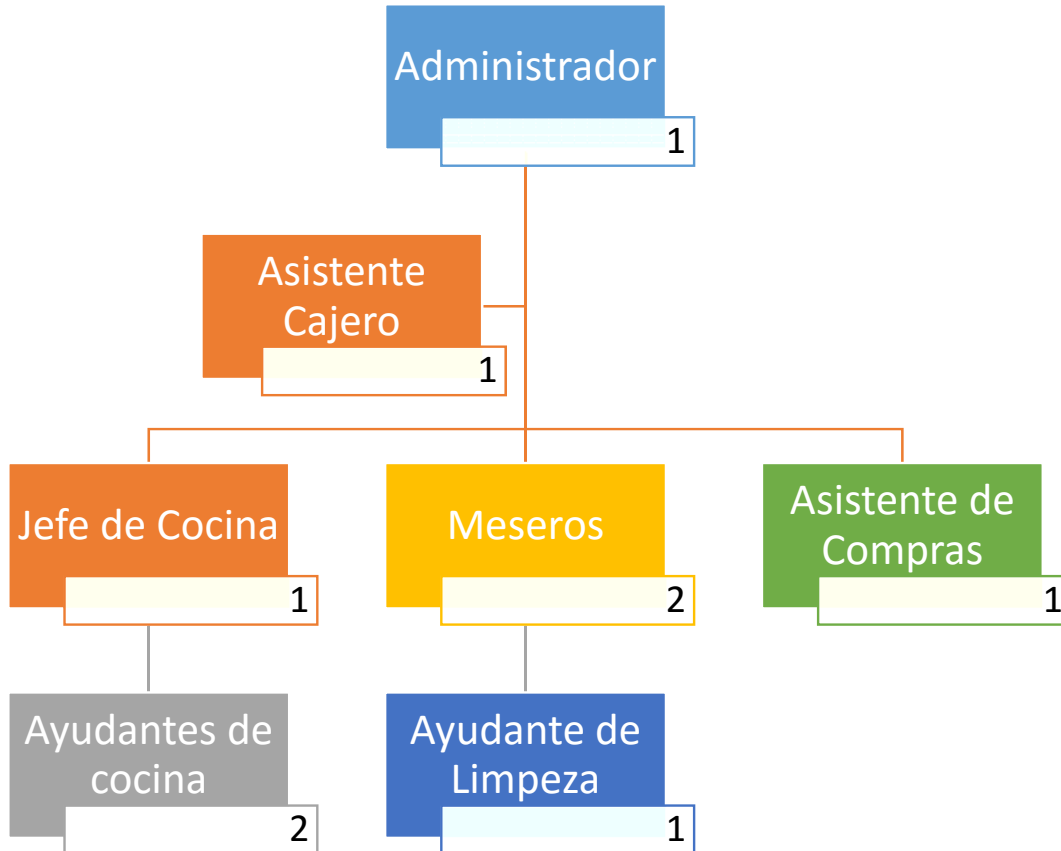 Administrador
1
Asistente
Cajero
1
Jefe de Cocina
1
Meseros
2
Asistente de
Compras
1
Ayudantes de
cocina
2
Ayudante de
Limpeza
1